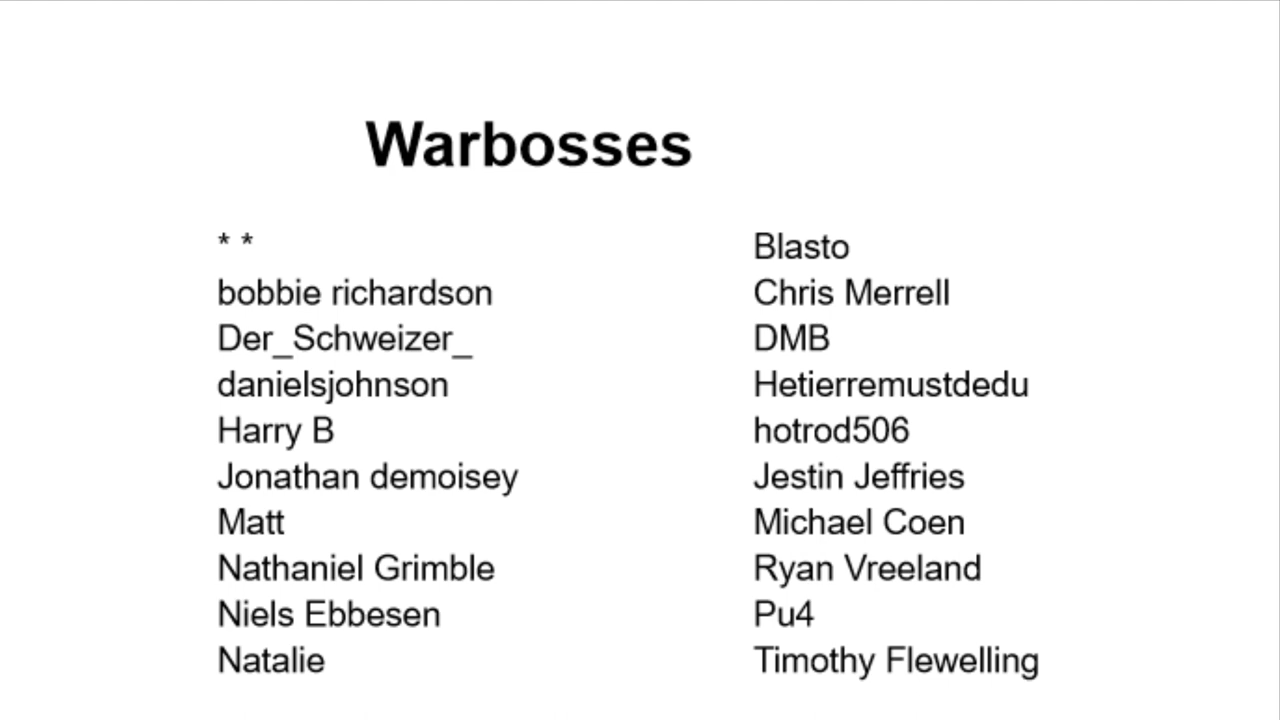 Warbosses
* *
bobbie richardson
Der_Schweizer_
danielsjohnson
Harry B
Jonathan demoisey
Matt
Nathaniel Grimble
Niels Ebbesen
Natalie
Blasto
Chris Merrell
DMB
Hetierremustdedu
hotrod506
Jestin Jeffries
Michael Coen
Ryan Vreeland
Pu4
Timothy Flewelling